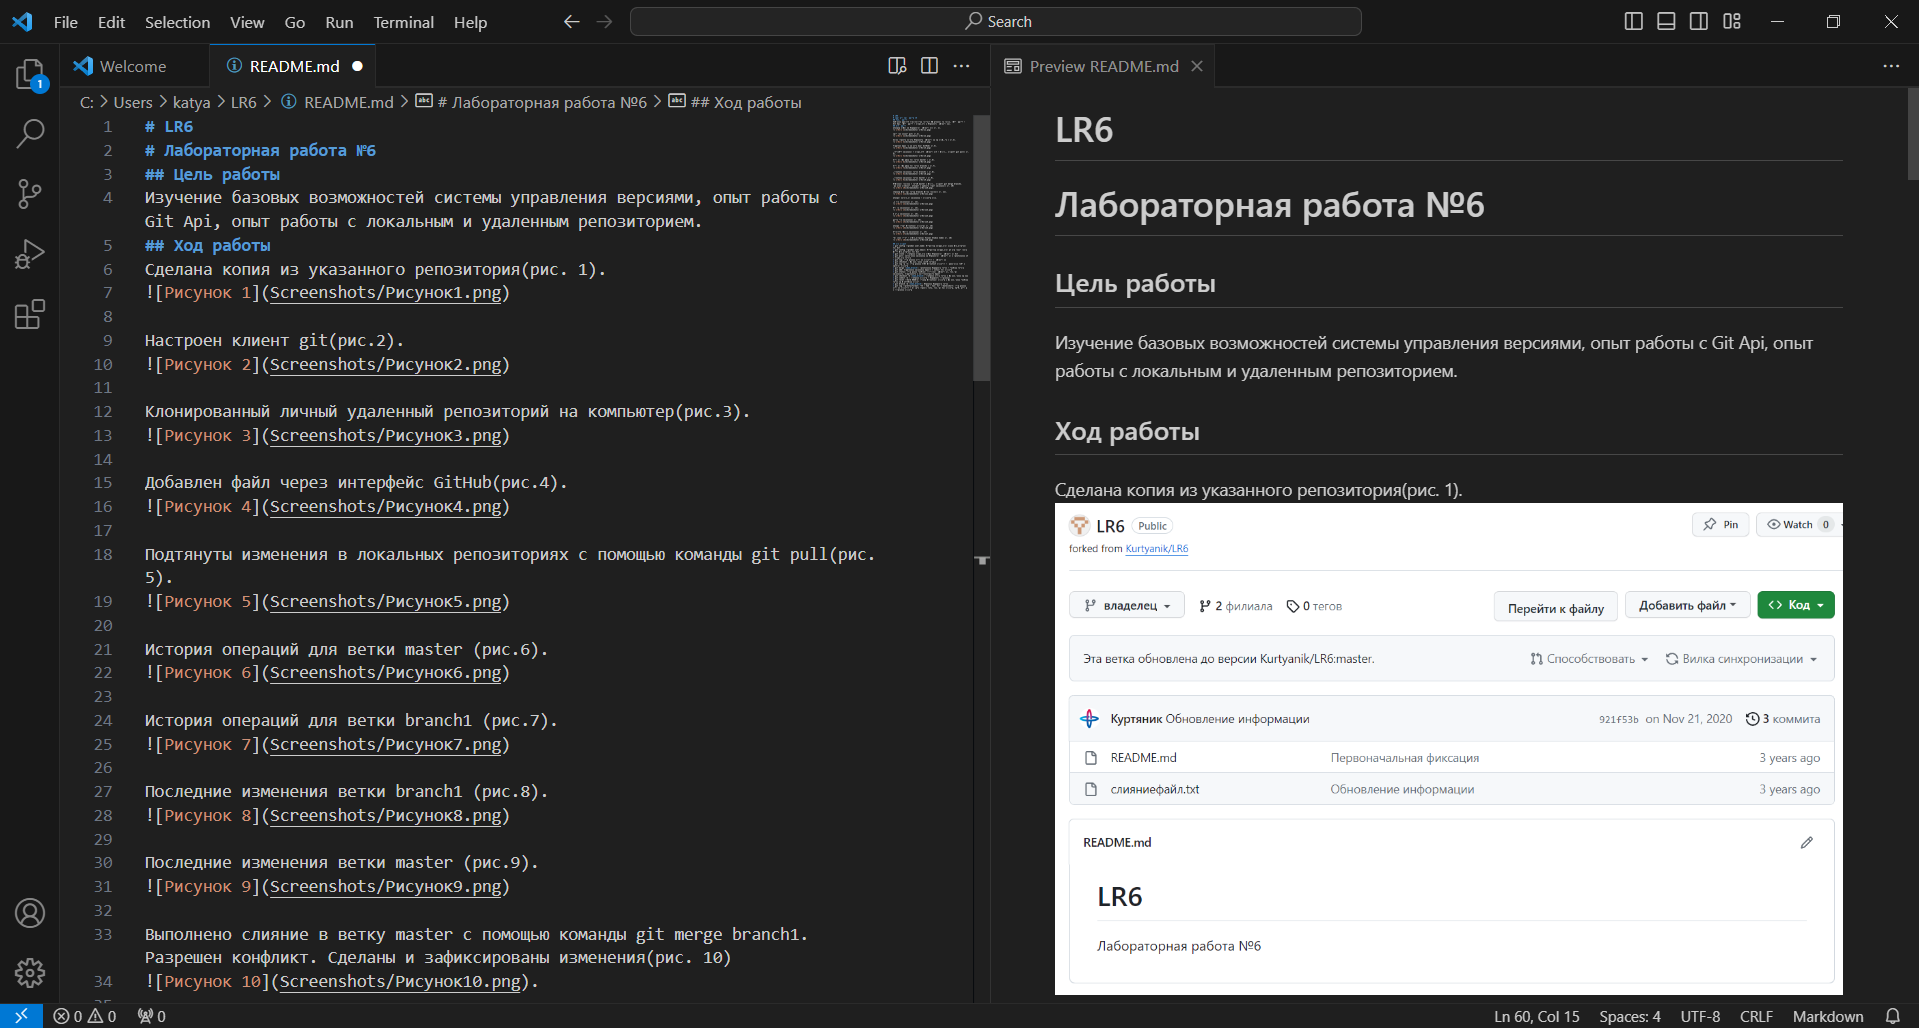 File Edit Selection View Go Run Terminal Help
Search
Welcome
README.md
Preview README.md
1
C: > Users > katya > LR6 > README.md > # Лабораторная работа №6 > ## Ход работы
1 # LR6
2 # Лабораторная работа №6
3 ## Цель работы
4 Изучение базовых возможностей системы управления версиями, опыт работы с
Git Api, опыт работы с локальным и удаленным репозиторием.
5 ## Ход работы
6 Сделана копия из указанного репозитория(рис. 1).
7 ![Рисунок 1](Screenshots/Рисунок1.png)
8
9 Настроен клиент git(рис.2).
10 ![Рисунок 2](Screenshots/Рисунок2.png)
11
12 Клонированный личный удаленный репозиторий на компьютер(рис.3).
13 ![Рисунок 3](Screenshots/Рисунок3.png)
14
15 Добавлен файл через интерфейс GitHub(рис.4).
16 ![Рисунок 4](Screenshots/Рисунок4.png)
17
18 Подтянуты изменения в локальных репозиториях с помощью команды git pull(рис.
5).
19 ![Рисунок 5](Screenshots/Рисунок5.png)
20
21 История операций для ветки master (рис.6).
22 ![Рисунок 6](Screenshots/Рисунок6.png)
23
24 История операций для ветки branch1 (рис.7).
25 ![Рисунок 7](Screenshots/Рисунок7.png)
26
27 Последние изменения ветки branch1 (рис.8).
28 ![Рисунок 8](Screenshots/Рисунок8.png)
29
30 Последние изменения ветки master (рис.9).
31 ![Рисунок 9](Screenshots/Рисунок9.png)
32
33 Выполнено слияние в ветку master с помощью команды git merge branch1.
Разрешен конфликт. Сделаны и зафиксированы изменения(рис. 10)
34 ![Рисунок 10](Screenshots/Рисунок10.png).
LR6
Лабораторная работа №6
Цель работы
Изучение базовых возможностей системы управления версиями, опыт работы с Git Api, опыт
работы с локальным и удаленным репозиторием.
Ход работы
Сделана копия из указанного репозитория(рис. 1).
LR6 Public Pin Watch 0
forked from Kurtyanik/LR6
владелец 2 филиала 0 тегов Перейти к файлу Добавить файл Код
Эта ветка обновлена до версии Kurtyanik/LR6:master. Способствовать Вилка синхронизации
Куртяник Обновление информации 921f53b on Nov 21, 2020 3 коммита
README.md Первоначальная фиксация 3 years ago
слияниефайл.txt Обновление информации 3 years ago
README.md
LR6
Лабораторная работа №6
0 0 0
Ln 60, Col 15 Spaces: 4 UTF-8 CRLF Markdown